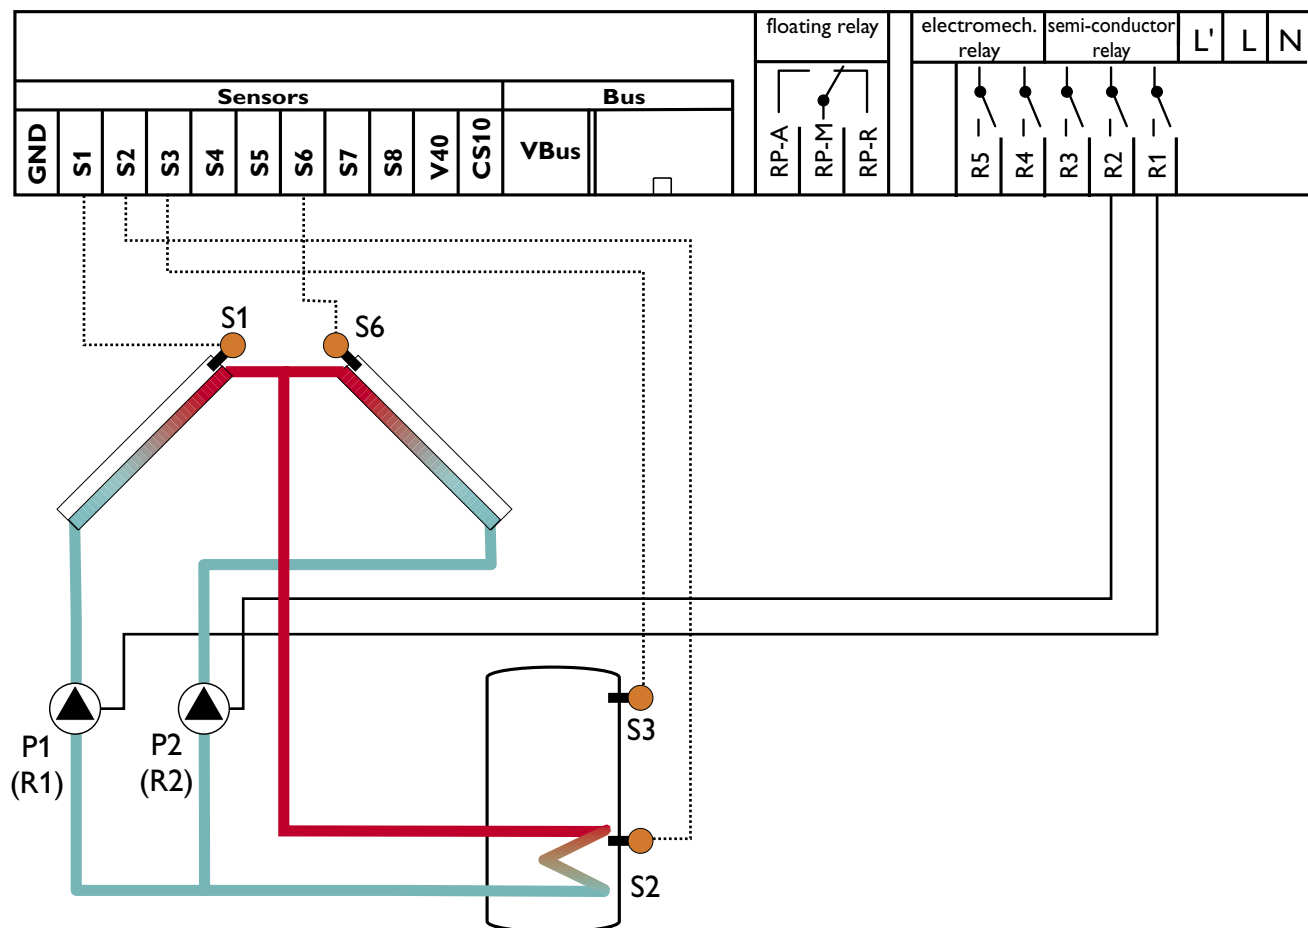 floating relay
electromech.
relay
semi-conductor
relay
L'
L
N
Sensors
Bus
GND
S1
S2
S3
S4
S5
S6
S7
S8
V40
CS10
VBus
RP-A
RP-M
RP-R
R5
R4
R3
R2
R1
S1
S6
S3
P1
(R1)
P2
(R2)
S2